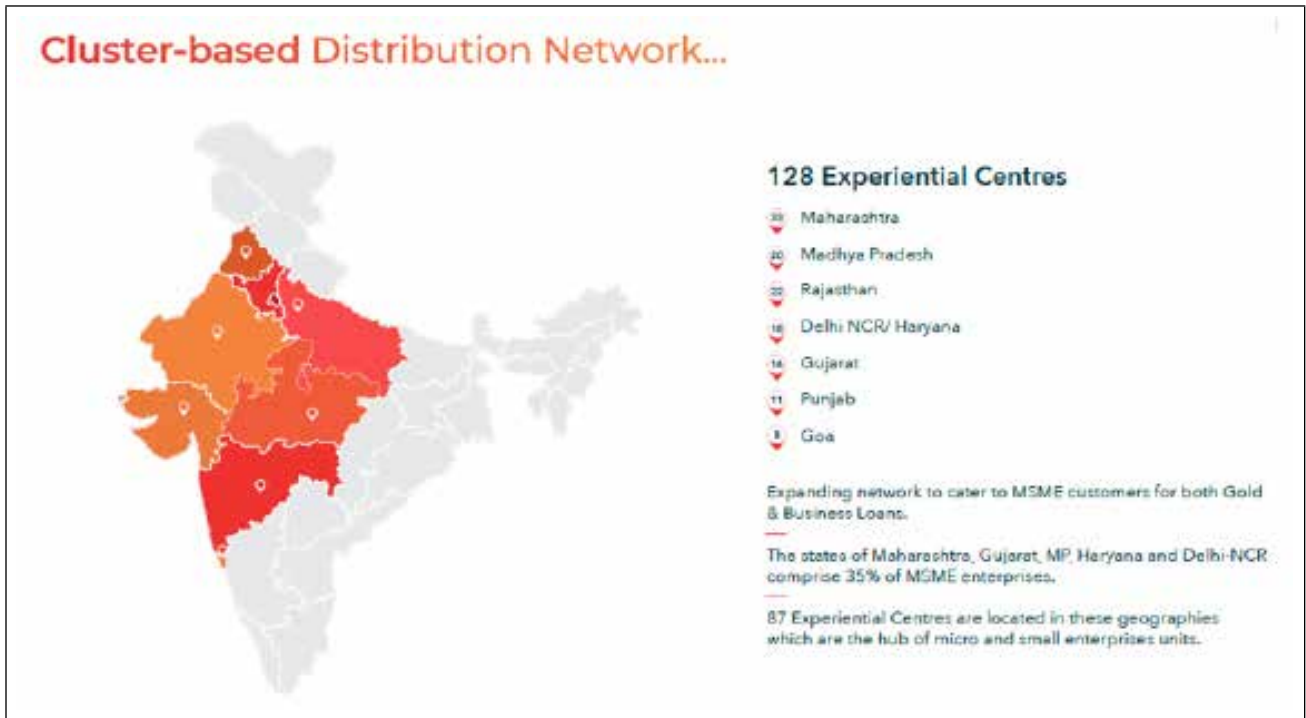 Cluster-based Distribution Network...
128 Experiential Centres
Maharashtra
20 Madhya Pradesh
22 Rajasthan
18 Delhi NCR/ Haryana
Gujarat
11 Punjab
8 Goa
Expanding network to cater to MSME customers for both Gold
& Business Loans.
The states of Maharashtra, Gujarat, MP, Haryana and Delhi-NCR
comprise 35% of MSME enterprises.
87 Experiential Centres are located in these geographies
which are the hub of micro and small enterprises units.